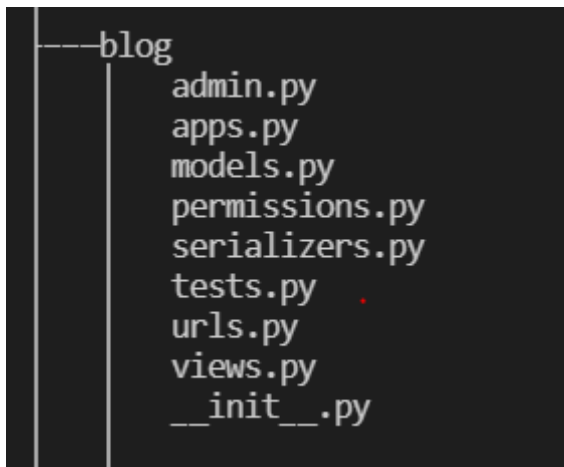 blog
admin.py
apps.py
models.py
permissions.py
serializers.py
tests.py
urls.py
views.py
__init__.py